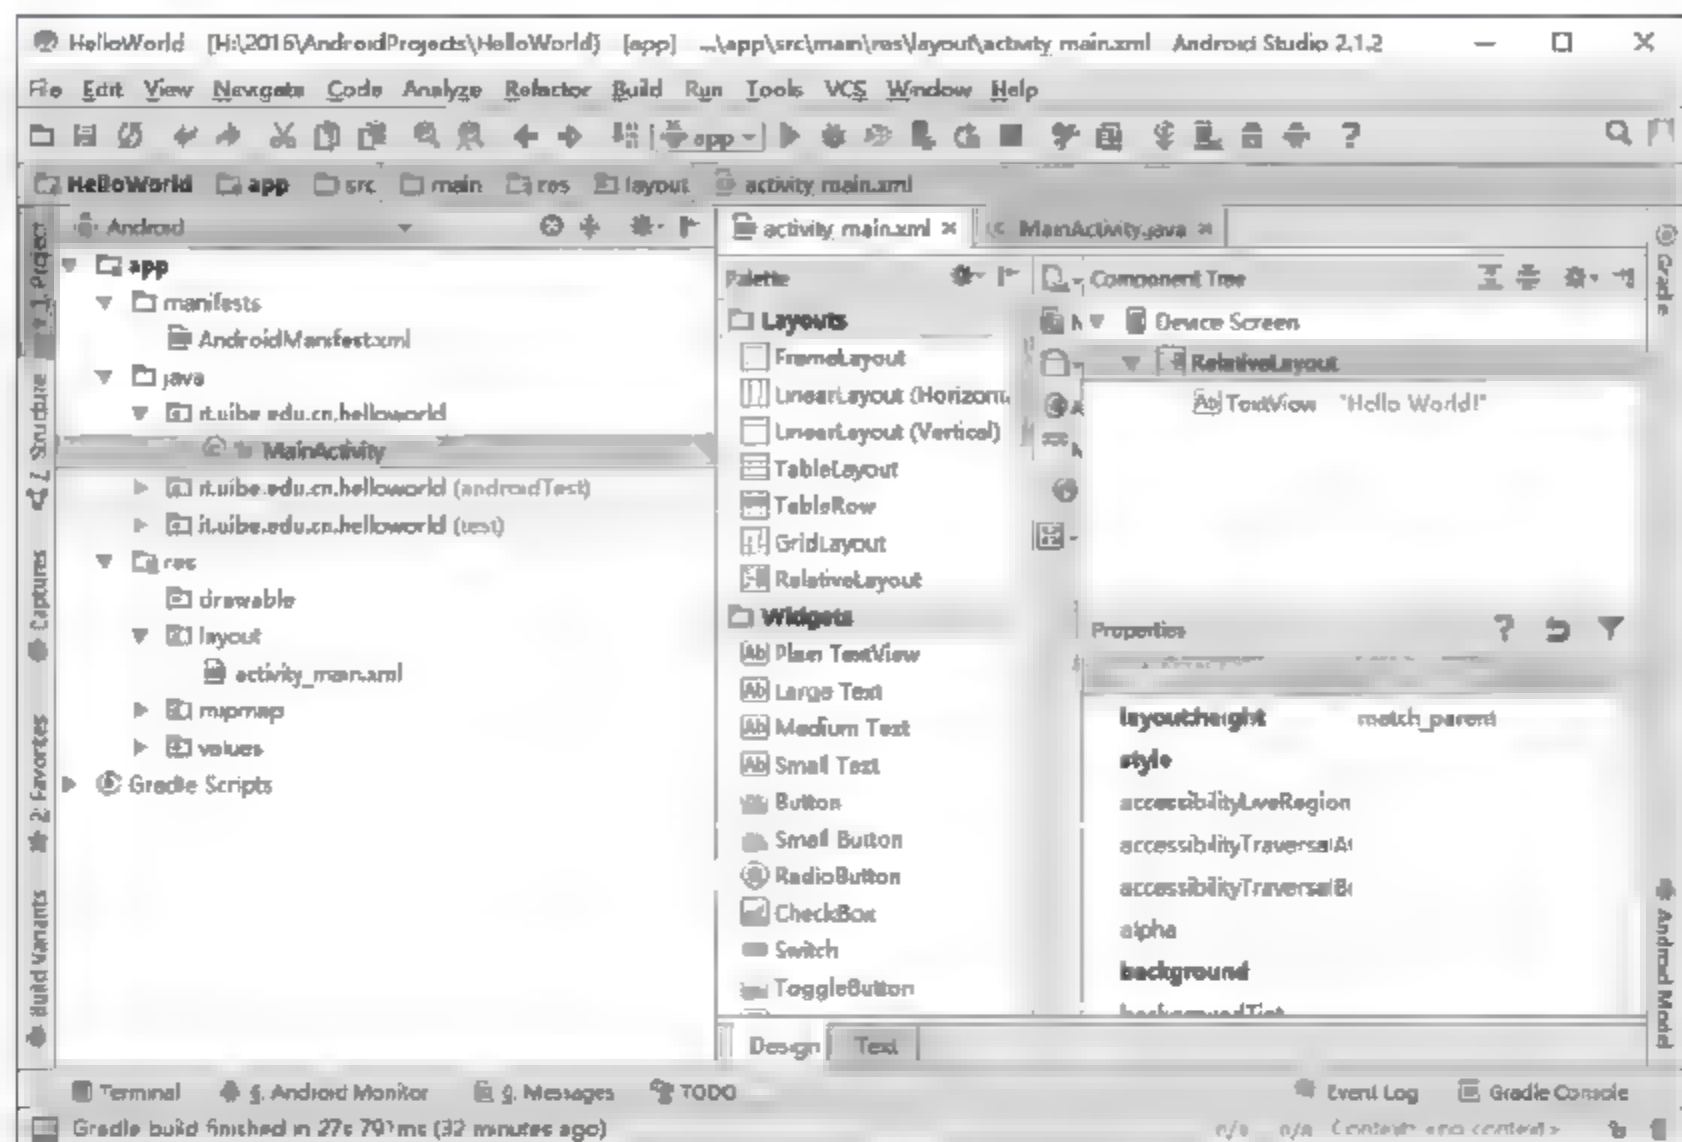 HelloWorld [H:\2016\AndroidProjects\HelloWorld] [app] ...\app\src\main\res\layout\activity_main.xml Android Studio 2.1.2
File Edit View Navigate Code Analyze Refactor Build Run Tools VCS Window Help
app
HelloWorld app src main res layout activity_main.xml
1: Project
7: Structure
Captures
2: Favorites
Build Variants
Android
app
manifests
AndroidManifest.xml
java
it.uibe.edu.cn.helloworld
MainActivity
it.uibe.edu.cn.helloworld (androidTest)
it.uibe.edu.cn.helloworld (test)
res
drawable
layout
activity_main.xml
mipmap
values
Gradle Scripts
activity_main.xml MainActivity.java
Palette
Layouts
FrameLayout
LinearLayout (Horizont
LinearLayout (Vertical)
TableLayout
TableRow
GridLayout
RelativeLayout
Widgets
Plain TextView
Large Text
Medium Text
Small Text
Button
Small Button
RadioButton
CheckBox
Switch
ToggleButton
Design Text
Component Tree
Device Screen
RelativeLayout
TextView "Hello World!"
Properties
layout:height match_parent
style
accessibilityLiveRegion
accessibilityTraversalA
accessibilityTraversalB
alpha
background
backgroundTint
Gradle
Android Model
Terminal 6: Android Monitor 0: Messages TODO Event Log Gradle Console
Gradle build finished in 27s 791ms (32 minutes ago) n/a n/a Context: <no context>